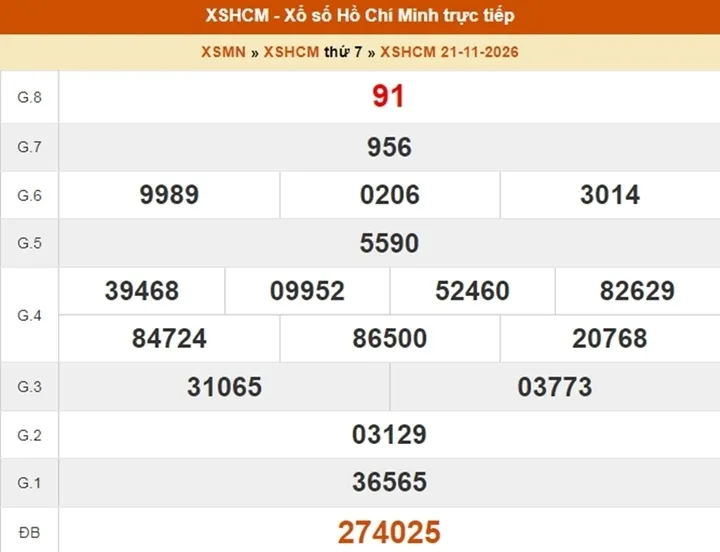 XSHCM - Xổ số Hồ Chí Minh trực tiếp
XSMN » XSHCM thứ 7 » XSHCM 21-11-2026
G.8 91
G.7 956
G.6 9989 0206 3014
G.5 5590
G.4 39468 09952 52460 82629
84724 86500 20768
G.3 31065 03773
G.2 03129
G.1 36565
ĐB 274025